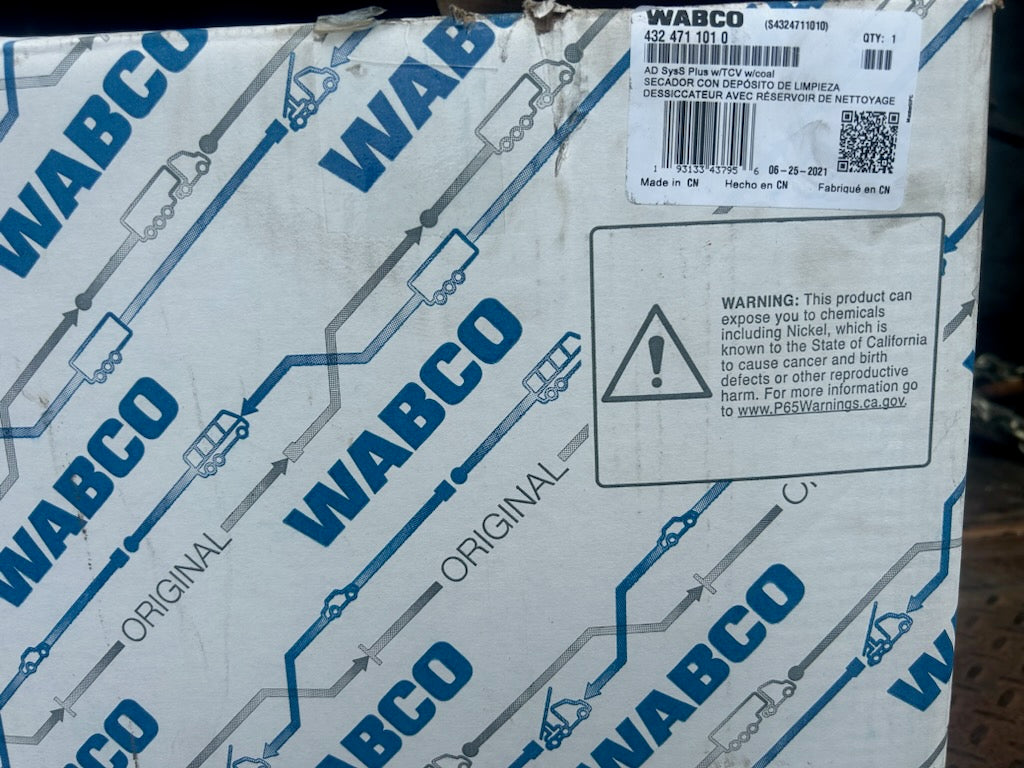 WABCO (S4324711010)
432 471 101 0 QTY: 1
AD SysS Plus w/TCV w/coal
SECADOR CON DEPÓSITO DE LIMPIEZA
DESSICCATEUR AVEC RÉSERVOIR DE NETTOYAGE
1 93133 43795 6 06-25-2021
Made in CN Hecho en CN Fabriqué en CN
WARNING: This product can
expose you to chemicals
including Nickel, which is
known to the State of California
to cause cancer and birth
defects or other reproductive
harm. For more information go
to www.P65Warnings.ca.gov.
WABCO
WAB
WABCO
WABCO
ORIGINAL
ORIGINAL
O
WABCO
ABCO
CO
W